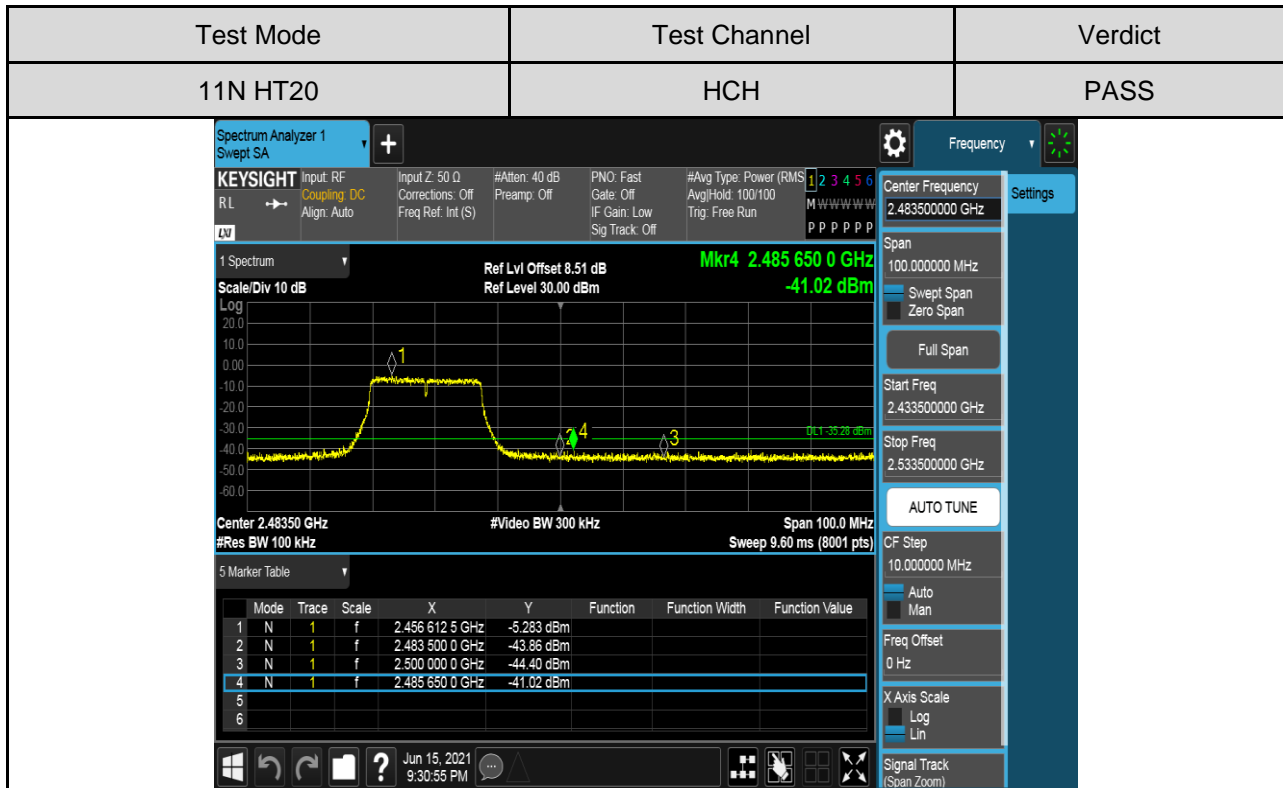 Test Mode Test Channel Verdict
11N HT20 HCH PASS
Spectrum Analyzer 1
Swept SA
+
Frequency
KEYSIGHT
RL
LXI
Input: RF
Coupling: DC
Align: Auto
Input Z: 50 Ω
Corrections: Off
Freq Ref: Int (S)
#Atten: 40 dB
Preamp: Off
PNO: Fast
Gate: Off
IF Gain: Low
Sig Track: Off
#Avg Type: Power (RMS
Avg|Hold: 100/100
Trig: Free Run
1 2 3 4 5 6
M W W W W W
P P P P P P
1 Spectrum
Scale/Div 10 dB
Ref Lvl Offset 8.51 dB
Ref Level 30.00 dBm
Mkr4 2.485 650 0 GHz
-41.02 dBm
Log
20.0
10.0
0.00
-10.0
-20.0
-30.0
-40.0
-50.0
-60.0
1
2
4
3
DL1 -35.28 dBm
Center 2.48350 GHz
#Res BW 100 kHz
#Video BW 300 kHz
Span 100.0 MHz
Sweep 9.60 ms (8001 pts)
5 Marker Table
Mode Trace Scale X Y Function Function Width Function Value
1 N 1 f 2.456 612 5 GHz -5.283 dBm
2 N 1 f 2.483 500 0 GHz -43.86 dBm
3 N 1 f 2.500 000 0 GHz -44.40 dBm
4 N 1 f 2.485 650 0 GHz -41.02 dBm
5
6
?
Jun 15, 2021
9:30:55 PM
Settings
Center Frequency
2.483500000 GHz
Span
100.000000 MHz
Swept Span
Zero Span
Full Span
Start Freq
2.433500000 GHz
Stop Freq
2.533500000 GHz
AUTO TUNE
CF Step
10.000000 MHz
Auto
Man
Freq Offset
0 Hz
X Axis Scale
Log
Lin
Signal Track
(Span Zoom)